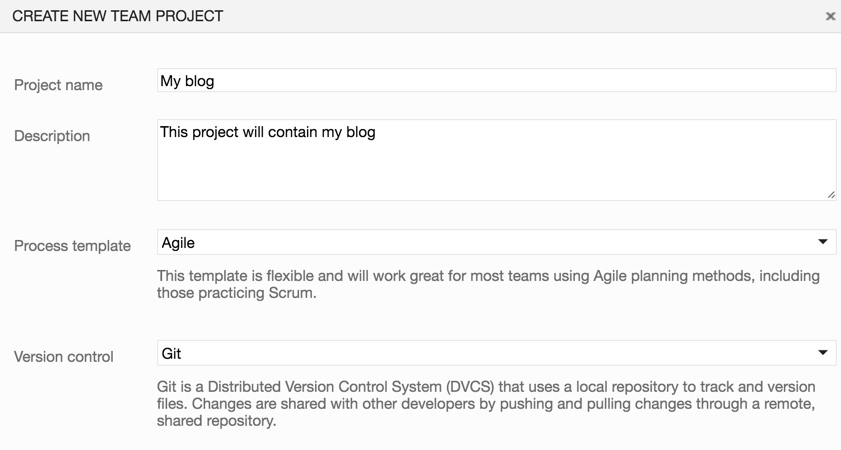 CREATE NEW TEAM PROJECT
Project name
My blog
Description
This project will contain my blog
Process template
Agile
This template is flexible and will work great for most teams using Agile planning methods, including
those practicing Scrum.
Version control
Git
Git is a Distributed Version Control System (DVCS) that uses a local repository to track and version
files. Changes are shared with other developers by pushing and pulling changes through a remote,
shared repository.